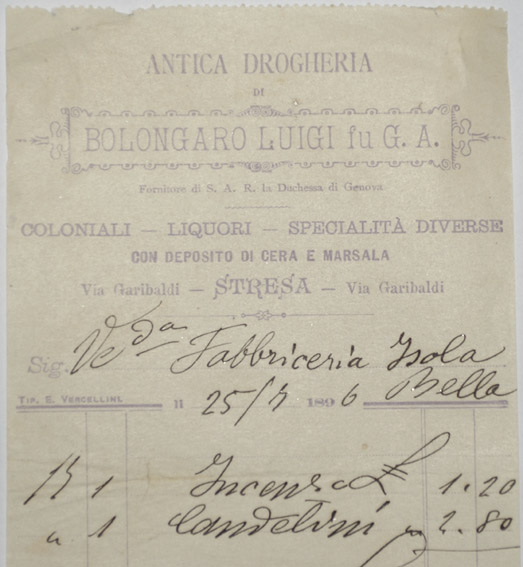 ANTICA DROGHERIA
DI
BOLONGARO LUIGI fu G. A.
Fornitore di S. A. R. la Duchessa di Genova
COLONIALI — LIQUORI — SPECIALITÀ DIVERSE
CON DEPOSITO DI CERA E MARSALA
Via Garibaldi — STRESA — Via Garibaldi
Sig. Fabbriceria Isola
Bella
TIP. E. VERCELLINI. li 25/7 1896
1 Incenso £ 1.20
" 1 Candelini " 2.80